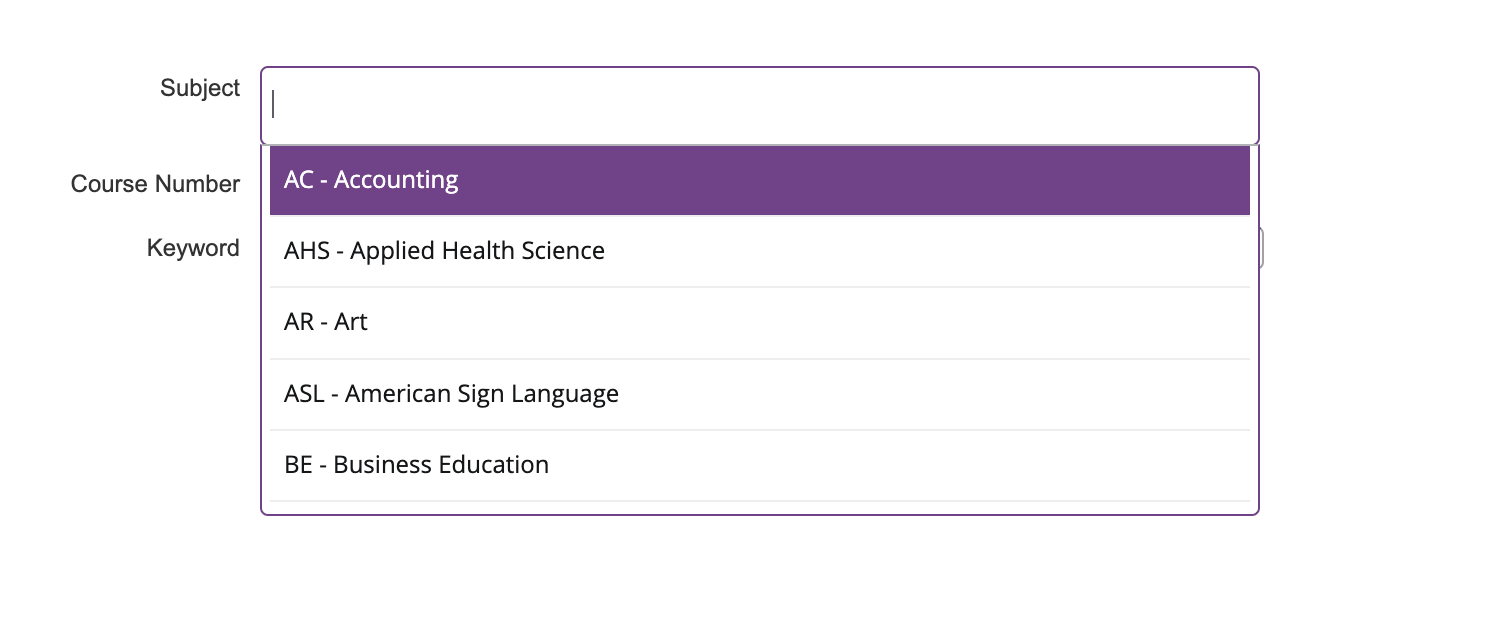 Subject
AC - Accounting
Course Number
AHS - Applied Health Science
Keyword
AR - Art
ASL - American Sign Language
BE - Business Education